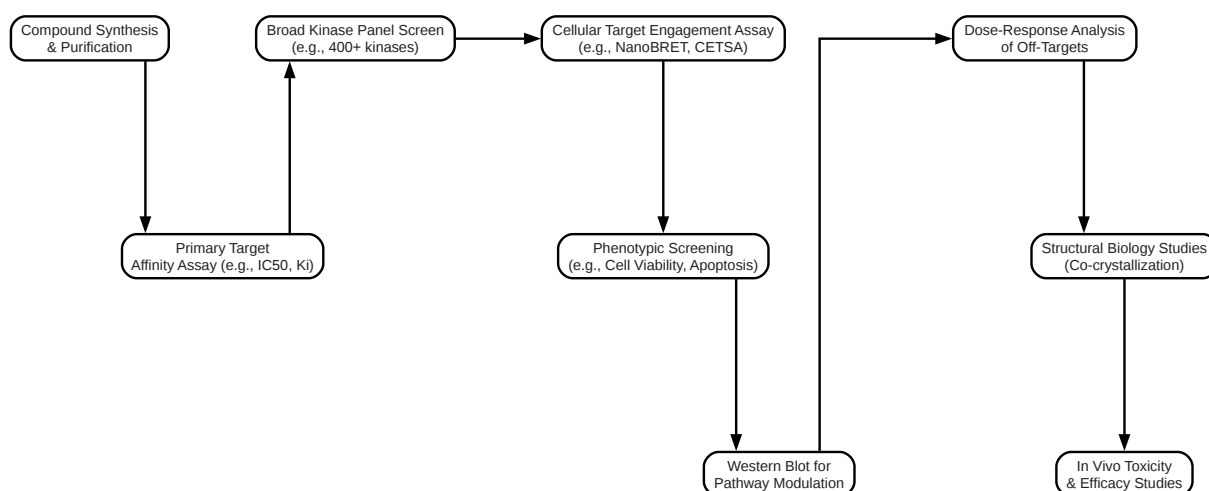 Compound Synthesis
& Purification
Primary Target
Affinity Assay (e.g., IC50, Ki)
Broad Kinase Panel Screen
(e.g., 400+ kinases)
Cellular Target Engagement Assay
(e.g., NanoBRET, CETSA)
Phenotypic Screening
(e.g., Cell Viability, Apoptosis)
Western Blot for
Pathway Modulation
Dose-Response Analysis
of Off-Targets
Structural Biology Studies
(Co-crystallization)
In Vivo Toxicity
& Efficacy Studies